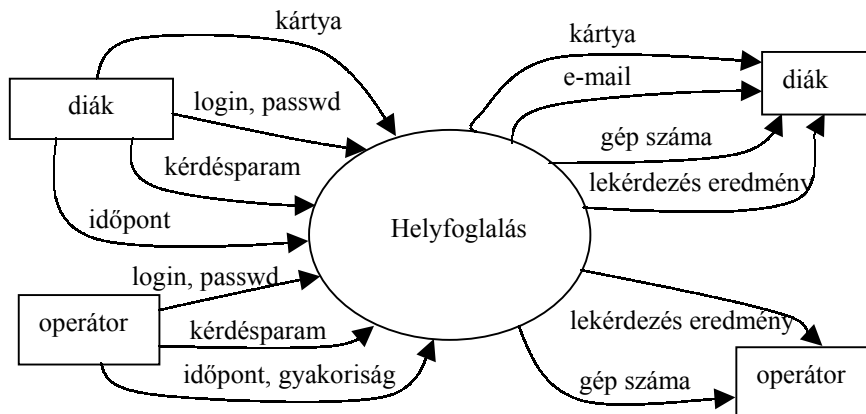 kártya
diák
login, passwd
kérdésparam
időpont
login, passwd
operátor
kérdésparam
időpont, gyakoriság
Helyfoglalás
kártya
e-mail
diák
gép száma
lekérdezés eredmény
lekérdezés eredmény
gép száma
operátor